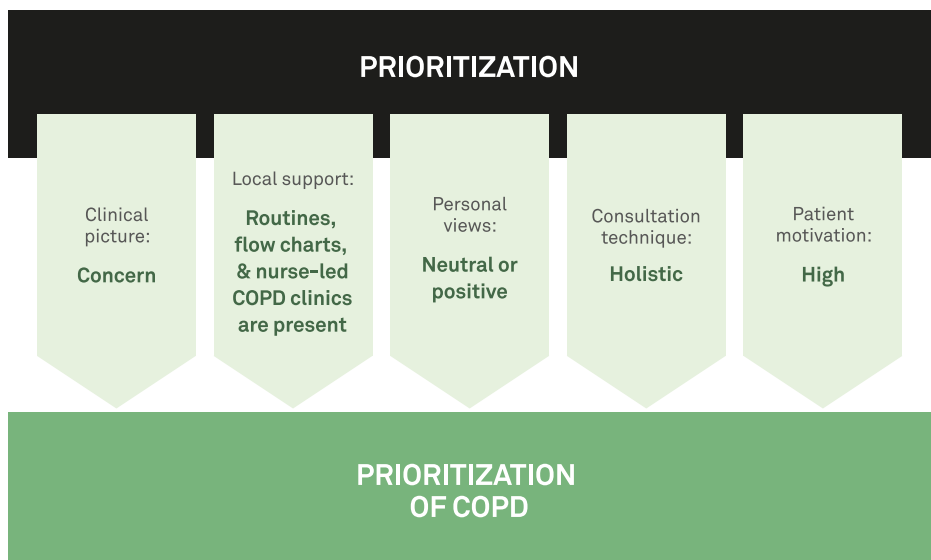 PRIORITIZATION
Clinical
picture:
Concern
Local support:
Routines,
flow charts,
& nurse-led
COPD clinics
are present
Personal
views:
Neutral or
positive
Consultation
technique:
Holistic
Patient
motivation:
High
PRIORITIZATION
OF COPD